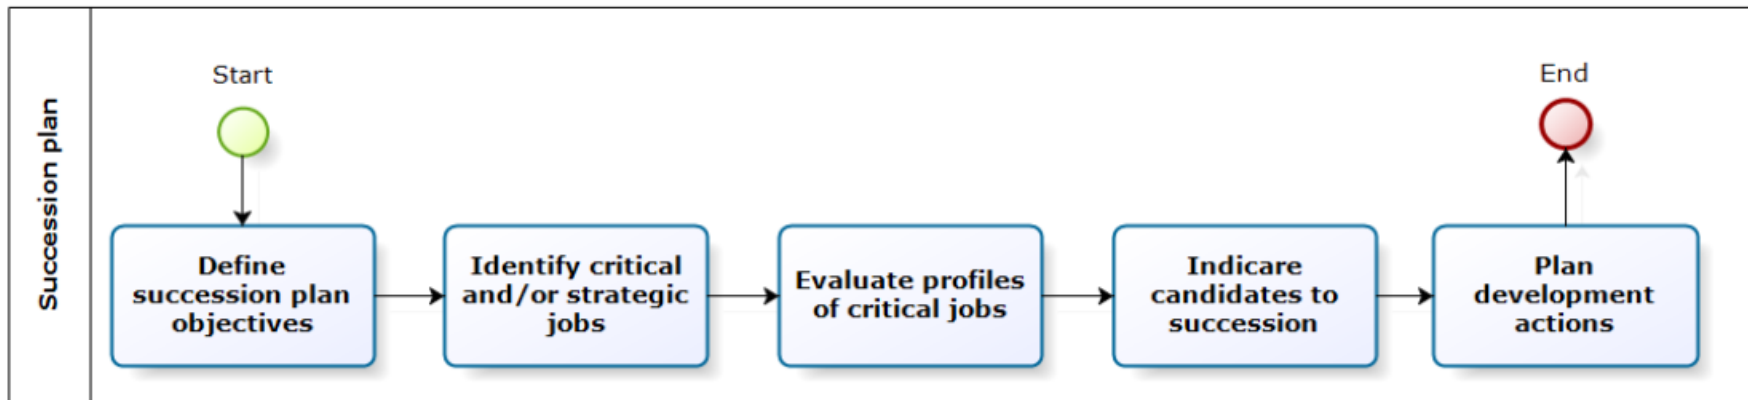 Succession plan
Start
End
Define
succession plan
objectives
Identify critical
and/or strategic
jobs
Evaluate profiles
of critical jobs
Indicare
candidates to
succession
Plan
development
actions